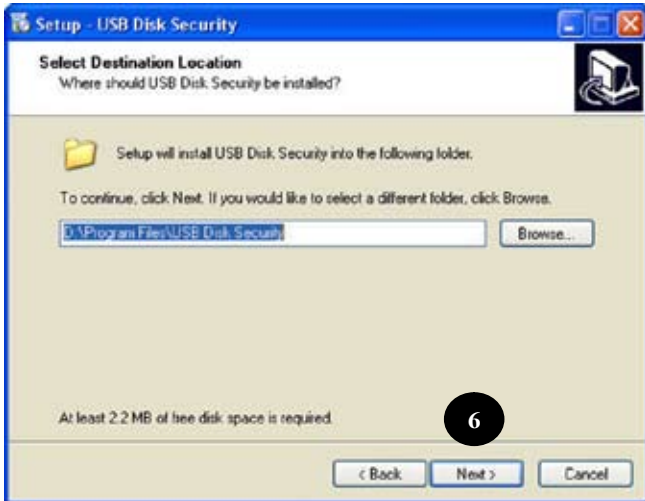 Setup - USB Disk Security
Select Destination Location
Where should USB Disk Security be installed?
Setup will install USB Disk Security into the following folder.
To continue, click Next. If you would like to select a different folder, click Browse.
D:\Program Files\USB Disk Security
Browse...
At least 2.2 MB of free disk space is required.
6
< Back
Next >
Cancel